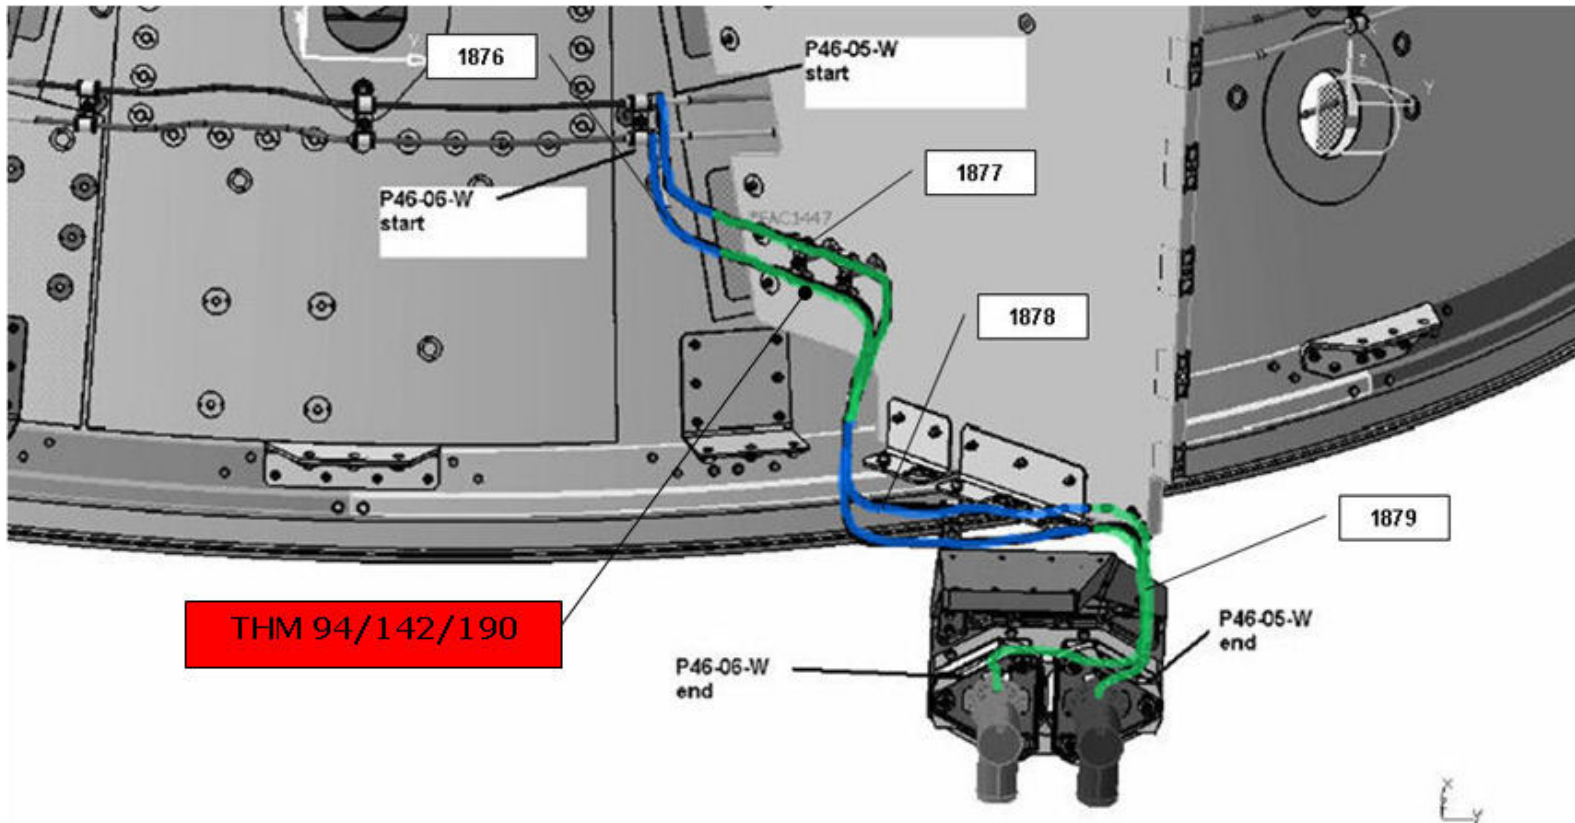 1876
P46-05-W
start
1877
P46-06-W
start
*FAC1447
1878
1879
THM 94/142/190
P46-05-W
end
P46-06-W
end
Y
X
Z
Y
X
Y